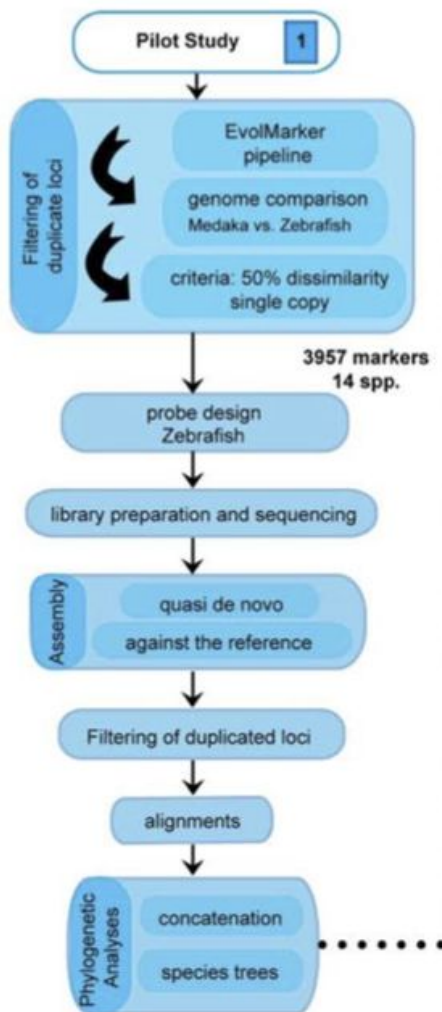 Pilot Study 1
Filtering of
duplicate loci
EvolMarker
pipeline
genome comparison
Medaka vs. Zebrafish
criteria: 50% dissimilarity
single copy
3957 markers
14 spp.
probe design
Zebrafish
library preparation and sequencing
Assembly
quasi de novo
against the reference
Filtering of duplicated loci
alignments
Phylogenetic
Analyses
concatenation
species trees